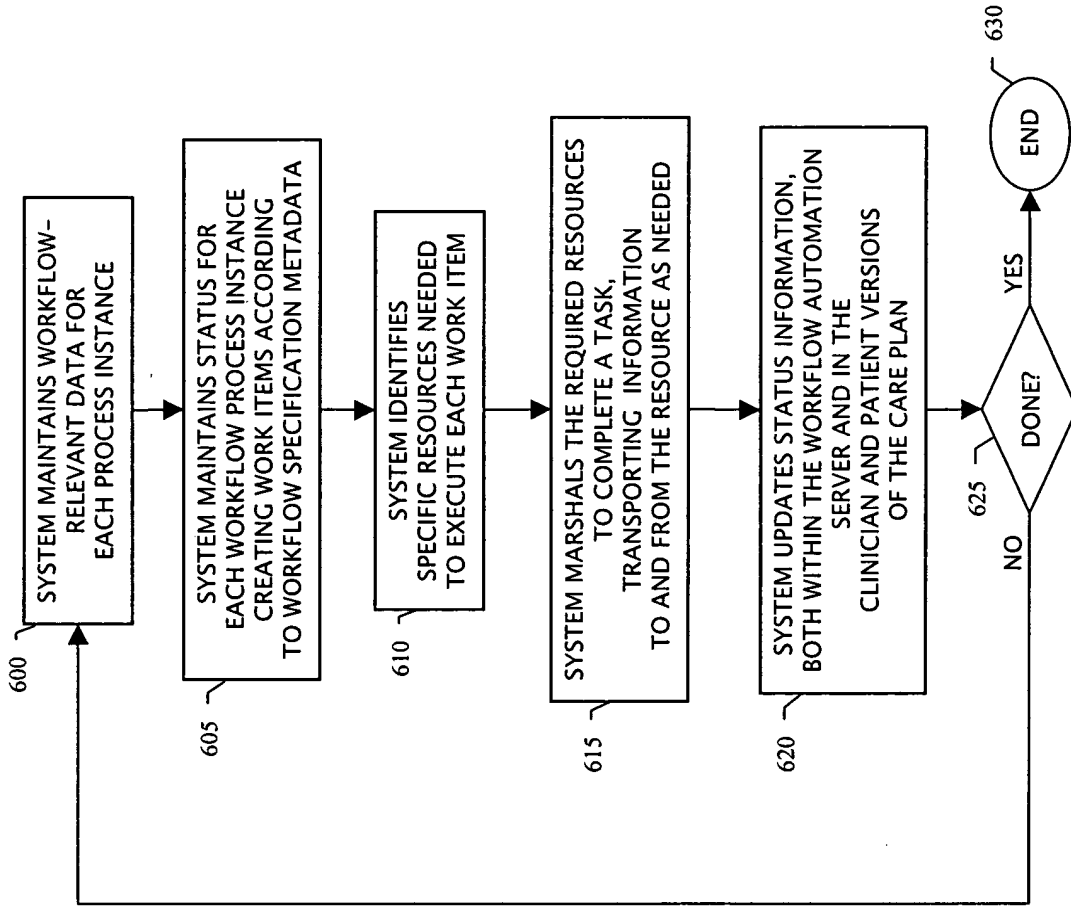 600
SYSTEM MAINTAINS WORKFLOW-
RELEVANT DATA FOR
EACH PROCESS INSTANCE
605
SYSTEM MAINTAINS STATUS FOR
EACH WORKFLOW PROCESS INSTANCE
CREATING WORK ITEMS ACCORDING
TO WORKFLOW SPECIFICATION METADATA
610
SYSTEM IDENTIFIES
SPECIFIC RESOURCES NEEDED
TO EXECUTE EACH WORK ITEM
615
SYSTEM MARSHALS THE REQUIRED RESOURCES
TO COMPLETE A TASK,
TRANSPORTING INFORMATION
TO AND FROM THE RESOURCE AS NEEDED
620
SYSTEM UPDATES STATUS INFORMATION,
BOTH WITHIN THE WORKFLOW AUTOMATION
SERVER AND IN THE
CLINICIAN AND PATIENT VERSIONS
OF THE CARE PLAN
625
DONE?
NO
YES
630
END